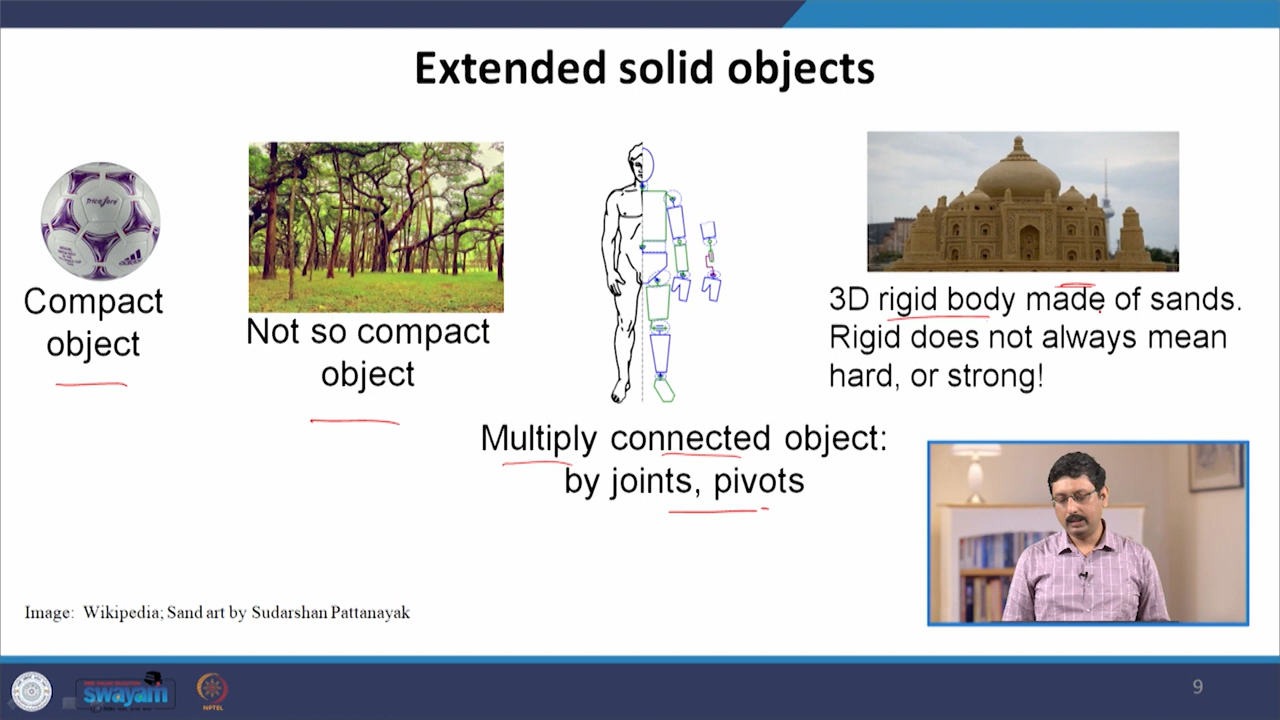 Extended solid objects
Tricolore
adidas
Compact
object
Not so compact
object
Multiply connected object:
by joints, pivots
3D rigid body made of sands.
Rigid does not always mean
hard, or strong!
Image: Wikipedia; Sand art by Sudarshan Pattanayak
swayam
NPTEL
9